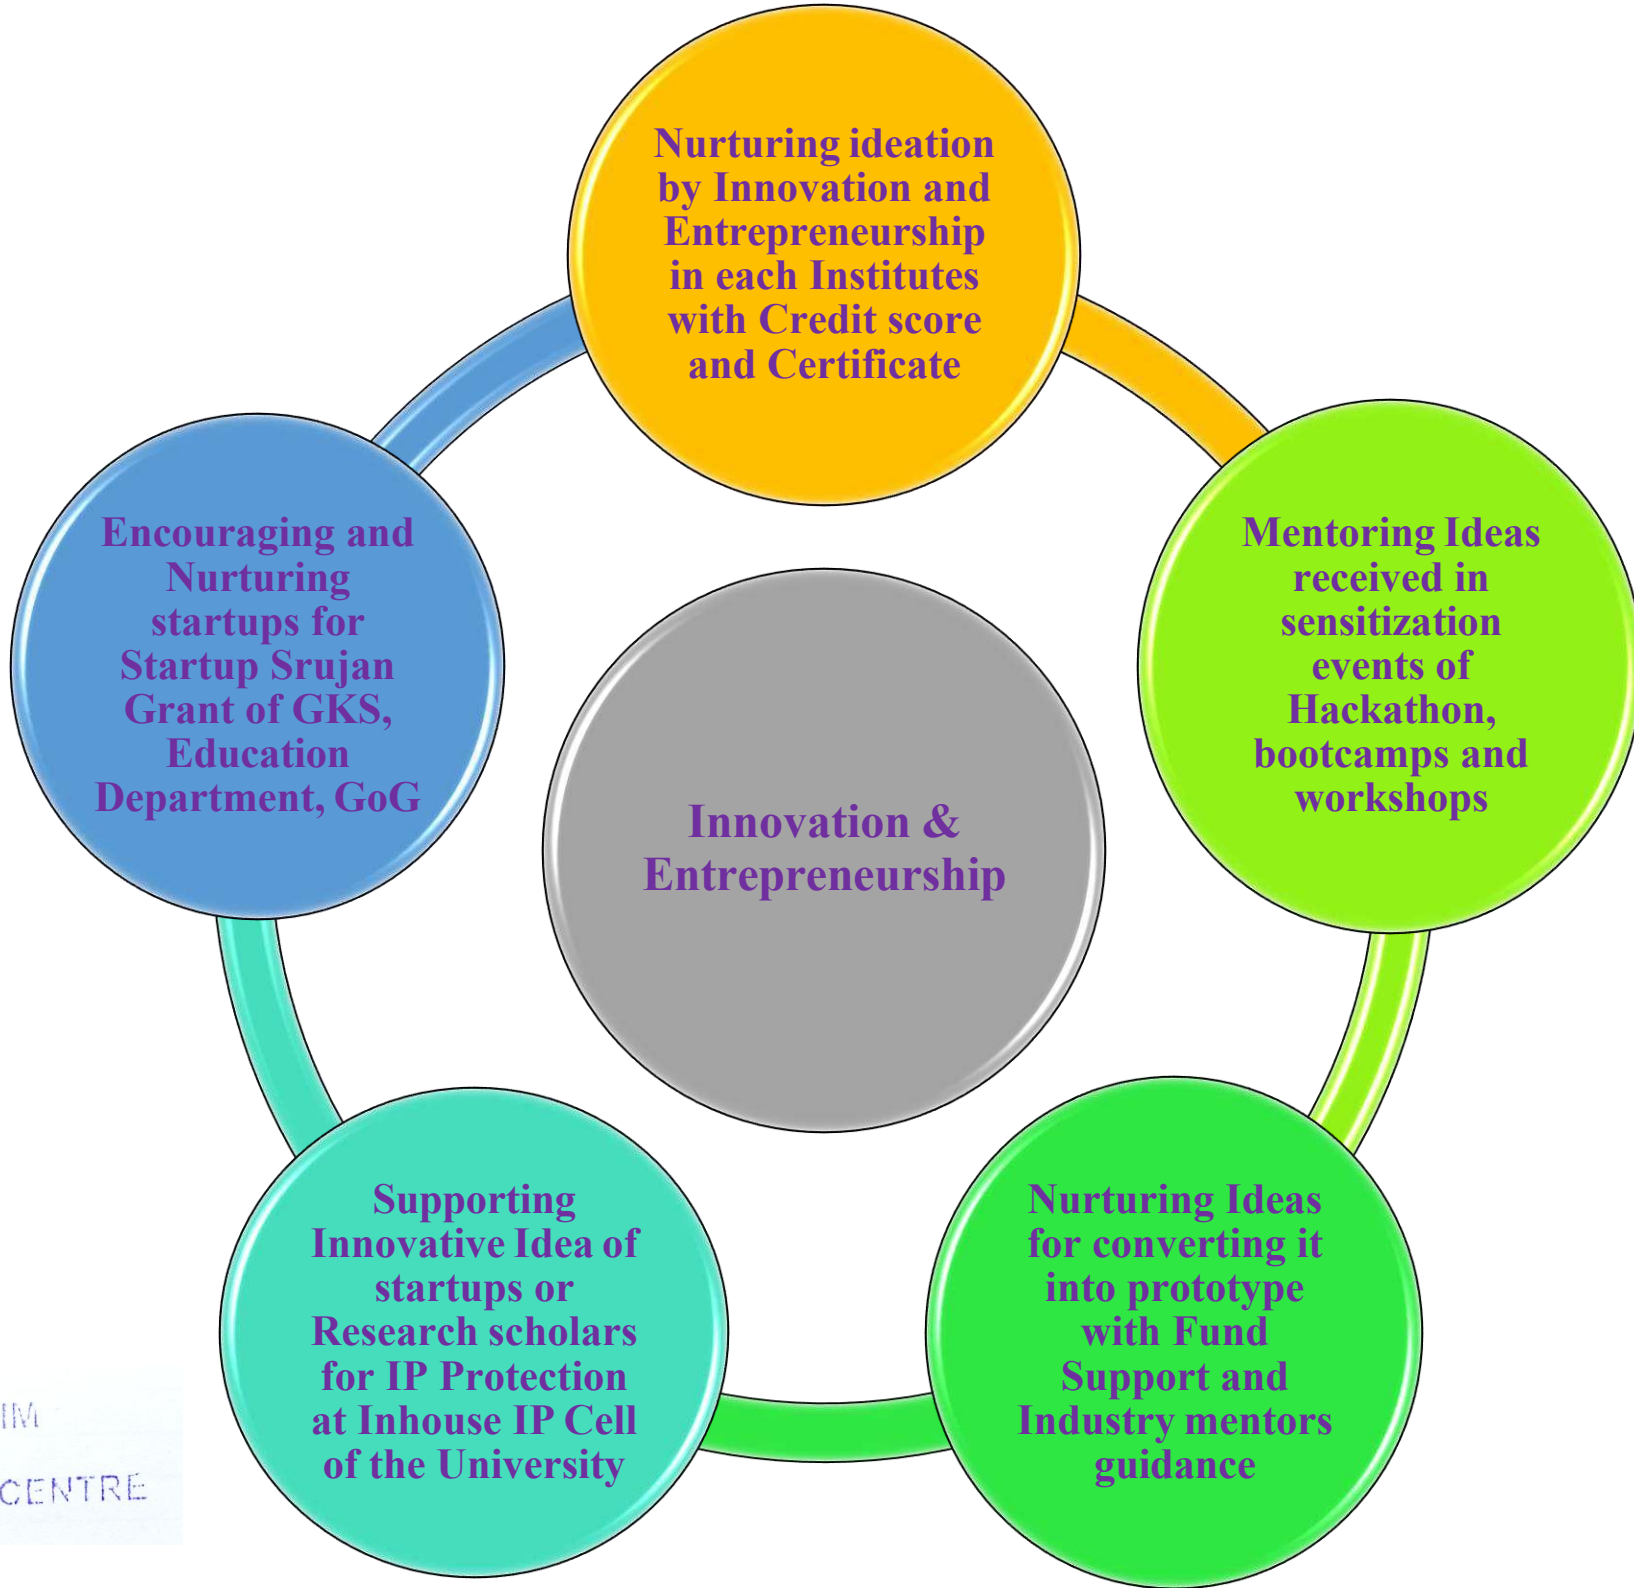 Nurturing ideation
by Innovation and
Entrepreneurship
in each Institutes
with Credit score
and Certificate
Mentoring Ideas
received in
sensitization
events of
Hackathon,
bootcamps and
workshops
Nurturing Ideas
for converting it
into prototype
with Fund
Support and
Industry mentors
guidance
Supporting
Innovative Idea of
startups or
Research scholars
for IP Protection
at Inhouse IP Cell
of the University
Encouraging and
Nurturing
startups for
Startup Srujan
Grant of GKS,
Education
Department, GoG
Innovation &
Entrepreneurship
CENTRE